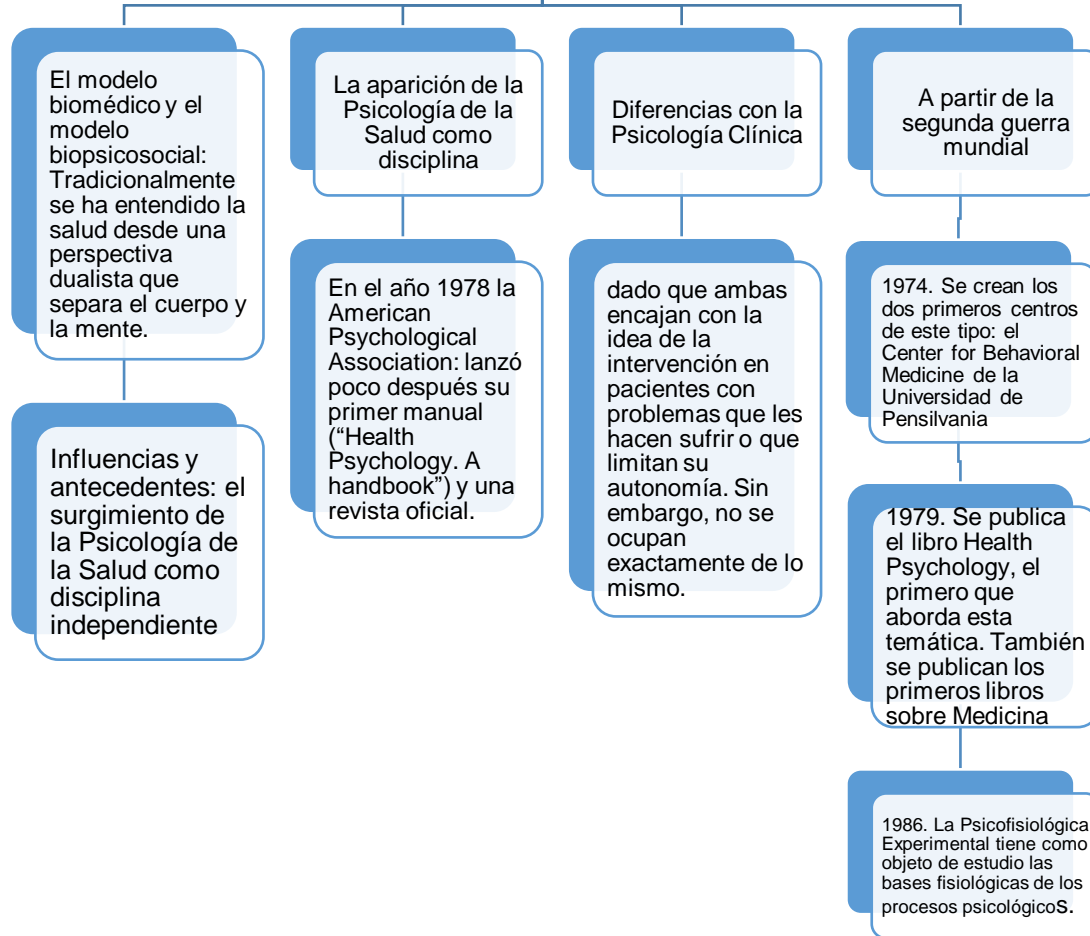 El modelo
biomédico y el
modelo
biopsicosocial:
Tradicionalmente
se ha entendido la
salud desde una
perspectiva
dualista que
separa el cuerpo y
la mente.
Influencias y
antecedentes: el
surgimiento de
la Psicología de
la Salud como
disciplina
independiente
La aparición de la
Psicología de la
Salud como
disciplina
En el año 1978 la
American
Psychological
Association: lanzó
poco después su
primer manual
(“Health
Psychology. A
handbook”) y una
revista oficial.
Diferencias con la
Psicología Clínica
dado que ambas
encajan con la
idea de la
intervención en
pacientes con
problemas que les
hacen sufrir o que
limitan su
autonomía. Sin
embargo, no se
ocupan
exactamente de lo
mismo.
A partir de la
segunda guerra
mundial
1974. Se crean los
dos primeros centros
de este tipo: el
Center for Behavioral
Medicine de la
Universidad de
Pensilvania
1979. Se publica
el libro Health
Psychology, el
primero que
aborda esta
temática. También
se publican los
primeros libros
sobre Medicina
1986. La Psicofisiológica
Experimental tiene como
objeto de estudio las
bases fisiológicas de los
procesos psicológicos.